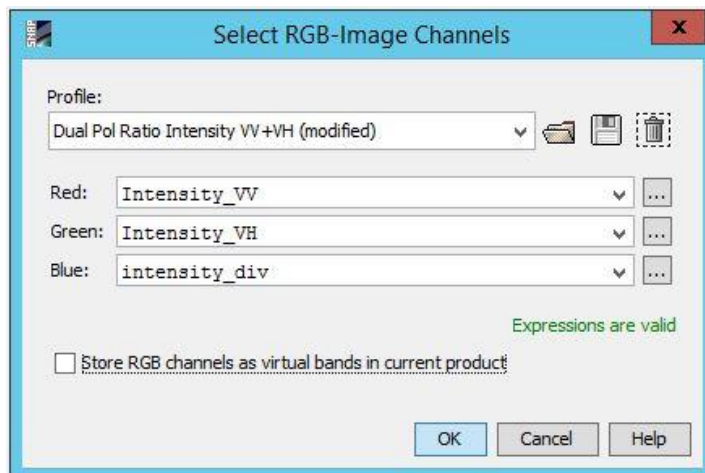 SNAP
Select RGB-Image Channels
x
Profile:
Dual Pol Ratio Intensity VV+VH (modified)
Red: Intensity_VV ...
Green: Intensity_VH ...
Blue: intensity_div ...
Expressions are valid
Store RGB channels as virtual bands in current product
OK Cancel Help